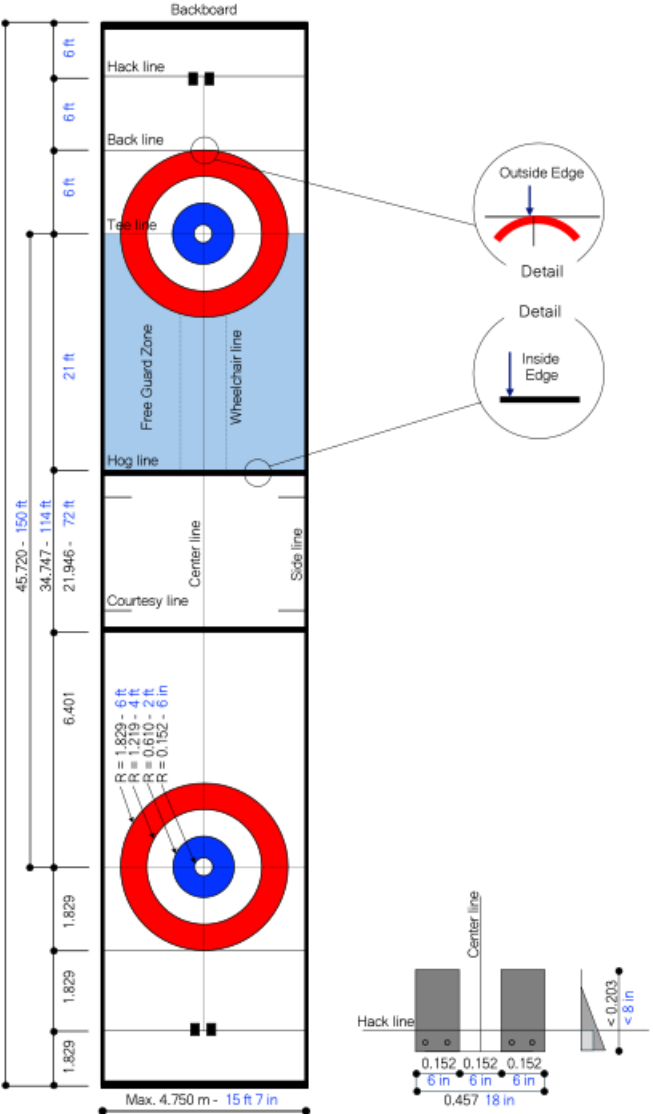 Backboard
6 ft
Hack line
6 ft
Back line
6 ft
Outside Edge
Tee line
Detail
Detail
21 ft
Free Guard Zone
Wheelchair line
Inside
Edge
Hog line
45.720 - 150 ft
34.747 - 114 ft
21.946 - 72 ft
Center line
Side line
Courtesy line
6.401
R = 1.829 - 6 ft
R = 1.219 - 4 ft
R = 0.610 - 2 ft
R = 0.152 - 6 in
1.829
1.829
1.829
Center line
Hack line
< 0.203
< 8 in
0.152 0.152 0.152
6 in 6 in 6 in
0.457 18 in
Max. 4.750 m - 15 ft 7 in